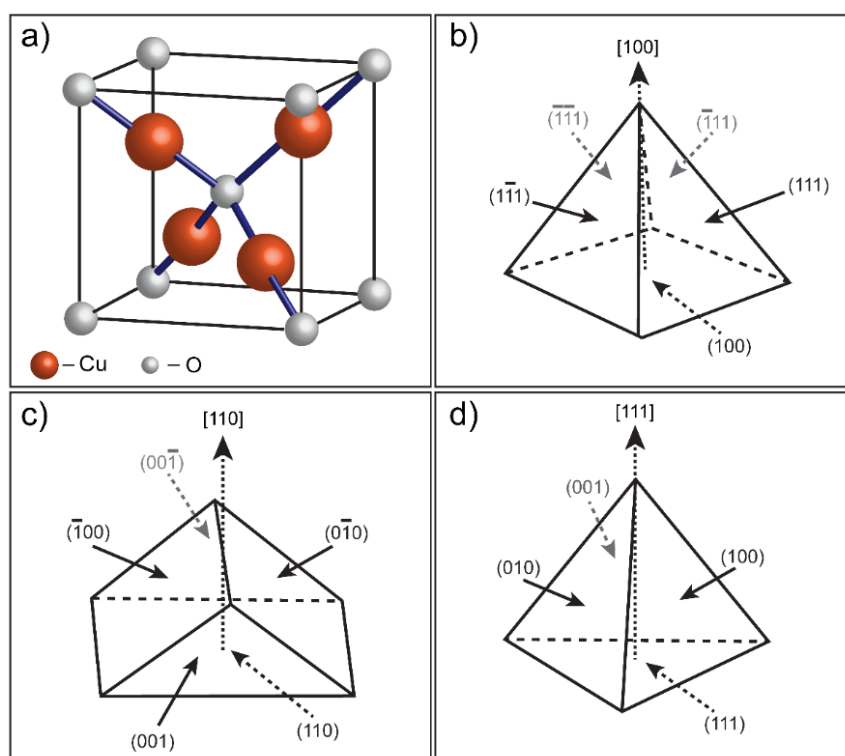 a)
– Cu
– O
b)
[100]
(1̅1̅1)
(1̅11)
(11̅1)
(111)
(100)
c)
[110]
(001̅)
(1̅00)
(01̅0)
(001)
(110)
d)
[111]
(001)
(010)
(100)
(111)